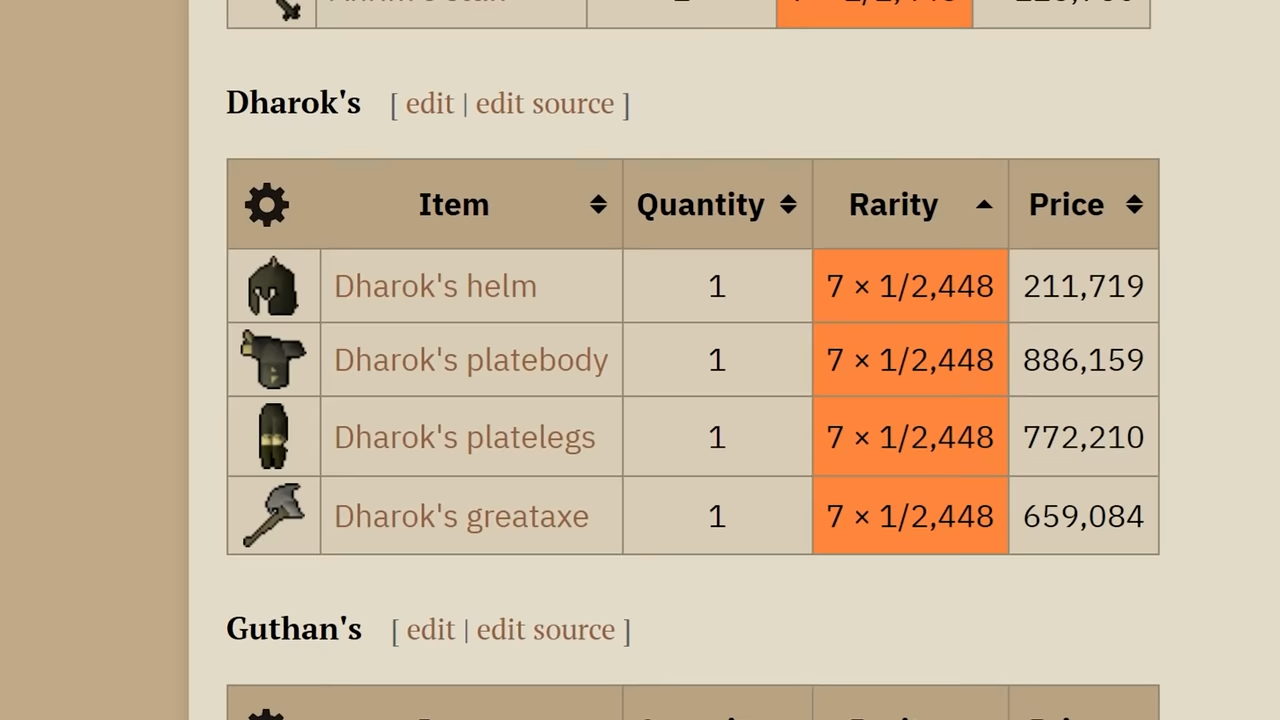 Dharok's [ edit | edit source ]
Item Quantity Rarity Price
Dharok's helm 1 7 × 1/2,448 211,719
Dharok's platebody 1 7 × 1/2,448 886,159
Dharok's platelegs 1 7 × 1/2,448 772,210
Dharok's greataxe 1 7 × 1/2,448 659,084
Guthan's [ edit | edit source ]